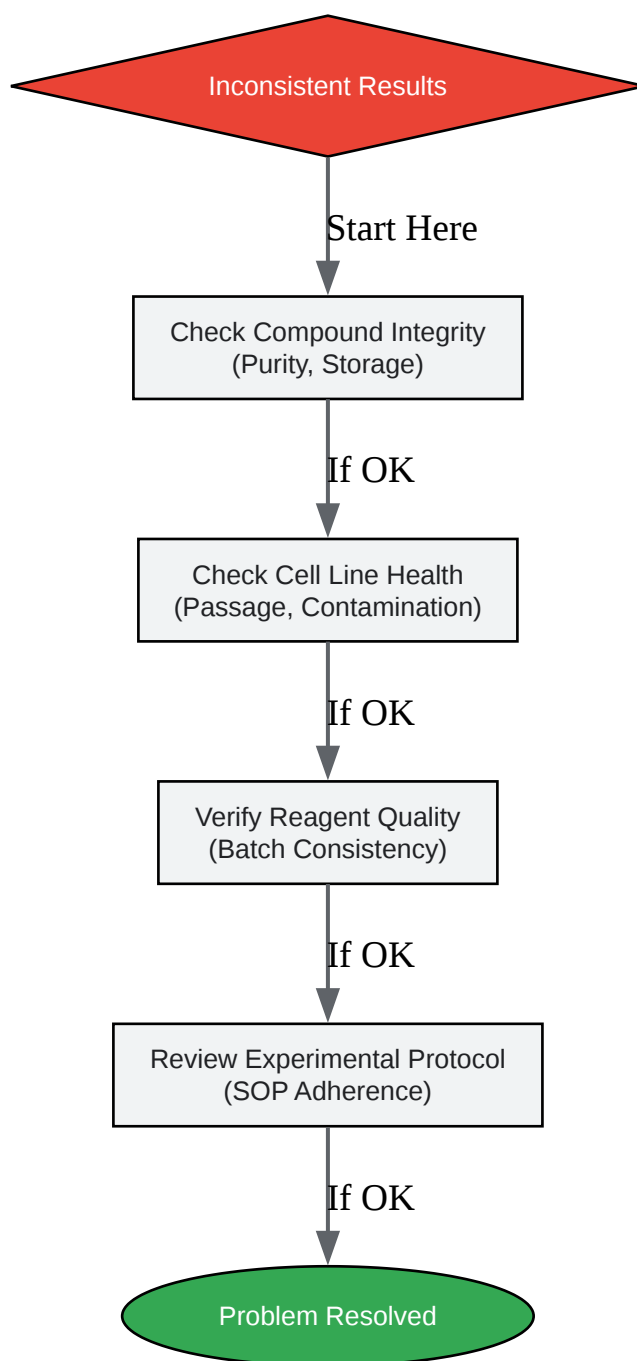 Inconsistent Results
Start Here
Check Compound Integrity
(Purity, Storage)
If OK
Check Cell Line Health
(Passage, Contamination)
If OK
Verify Reagent Quality
(Batch Consistency)
If OK
Review Experimental Protocol
(SOP Adherence)
If OK
Problem Resolved